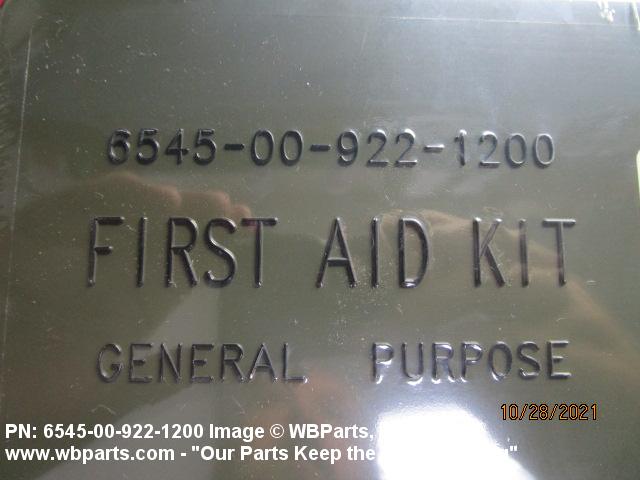 6545-00-922-1200
FIRST AID KIT
GENERAL PURPOSE
10/28/2021
PN: 6545-00-922-1200 Image © WBParts,
www.wbparts.com - "Our Parts Keep the